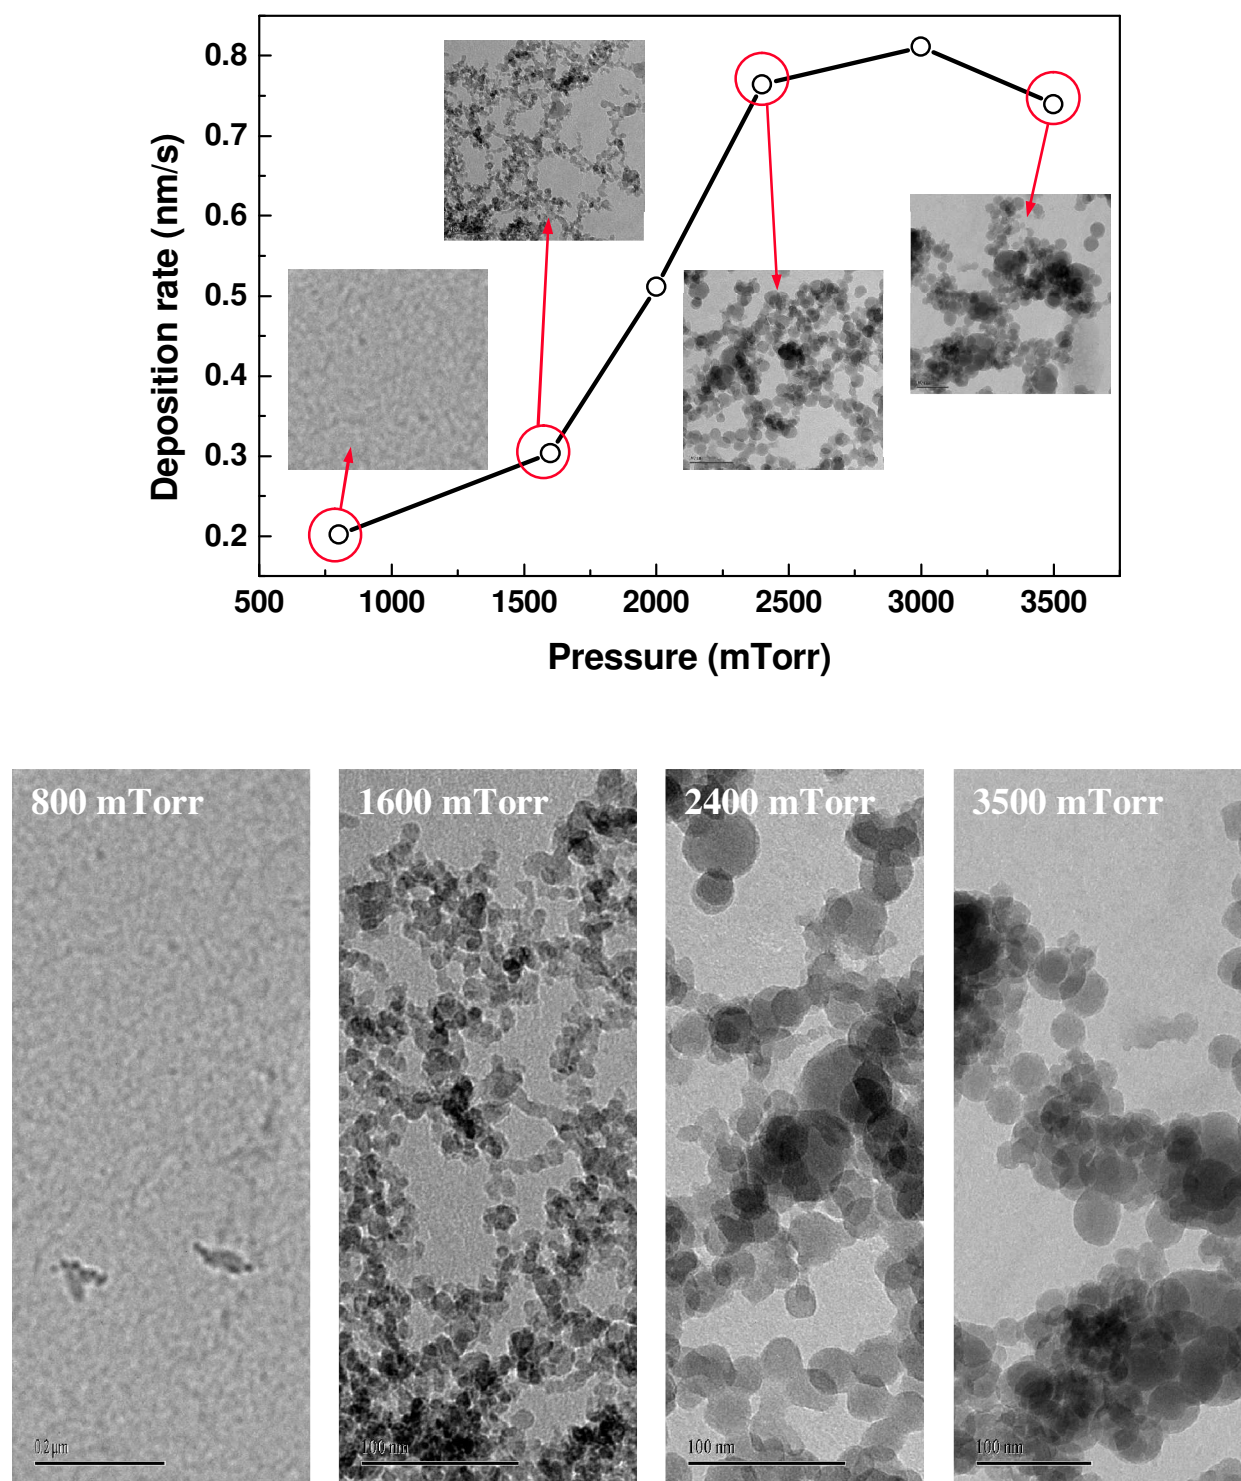 0.8
0.7
0.6
0.5
0.4
0.3
0.2
Deposition rate (nm/s)
500 1000 1500 2000 2500 3000 3500
Pressure (mTorr)
800 mTorr
1600 mTorr
2400 mTorr
3500 mTorr
0.2 µm
100 nm
100 nm
100 nm